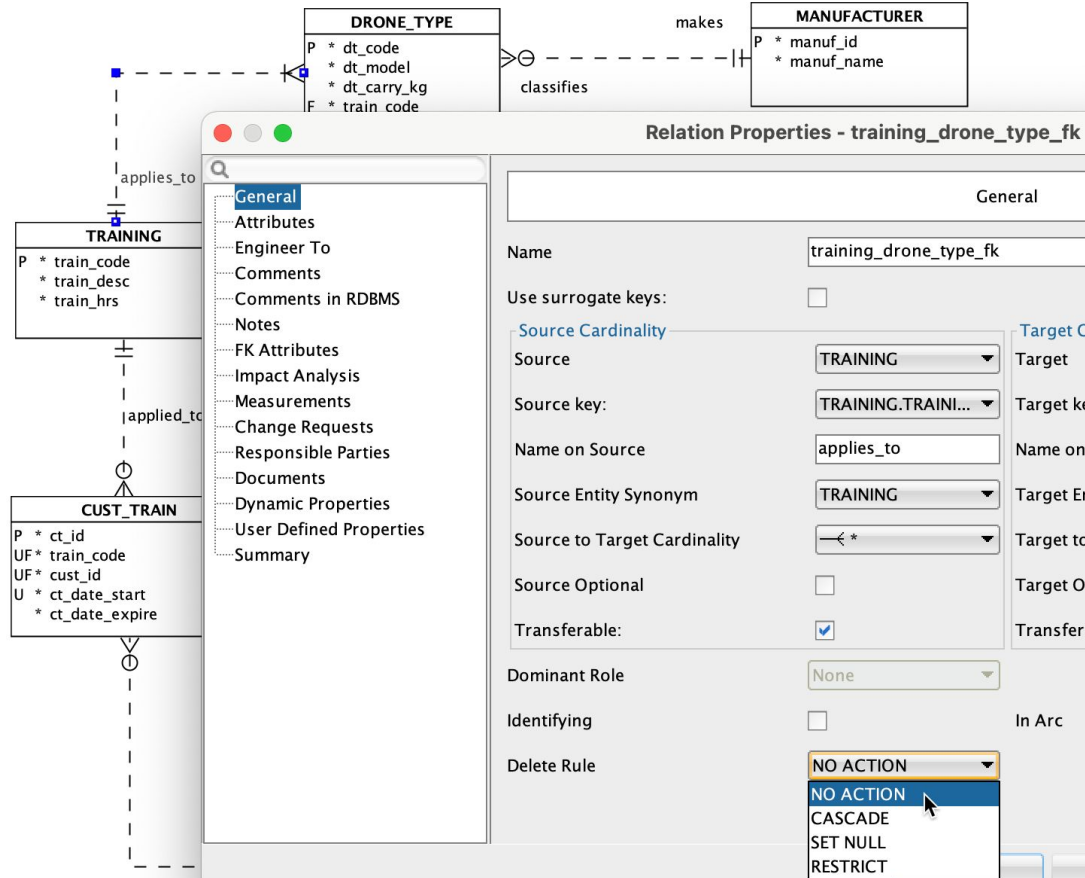 DRONE_TYPE
P * dt_code
* dt_model
* dt_carry_kg
F * train_code
makes
classifies
MANUFACTURER
P * manuf_id
* manuf_name
applies_to
TRAINING
P * train_code
* train_desc
* train_hrs
applied_to
CUST_TRAIN
P * ct_id
UF* train_code
UF* cust_id
U * ct_date_start
* ct_date_expire
Relation Properties - training_drone_type_fk
General
Attributes
Engineer To
Comments
Comments in RDBMS
Notes
FK Attributes
Impact Analysis
Measurements
Change Requests
Responsible Parties
Documents
Dynamic Properties
User Defined Properties
Summary
General
Name training_drone_type_fk
Use surrogate keys:
Source Cardinality
Source TRAINING
Source key: TRAINING.TRAINI...
Name on Source applies_to
Source Entity Synonym TRAINING
Source to Target Cardinality *
Source Optional
Transferable:
Target
Target
Name on
Target
Target
Target
Dominant Role None
Identifying In Arc
Delete Rule NO ACTION
NO ACTION
CASCADE
SET NULL
RESTRICT